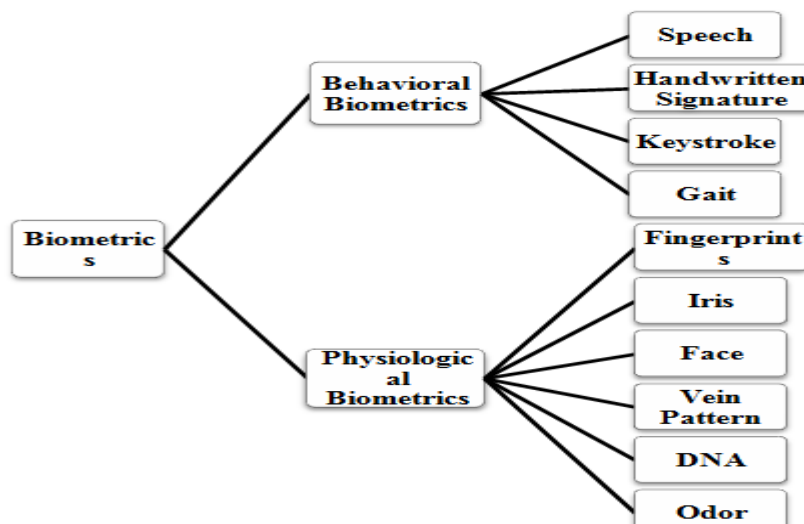 Biometric
s
Behavioral
Biometrics
Speech
Handwritten
Signature
Keystroke
Gait
Physiologic
al
Biometrics
Fingerprint
s
Iris
Face
Vein
Pattern
DNA
Odor